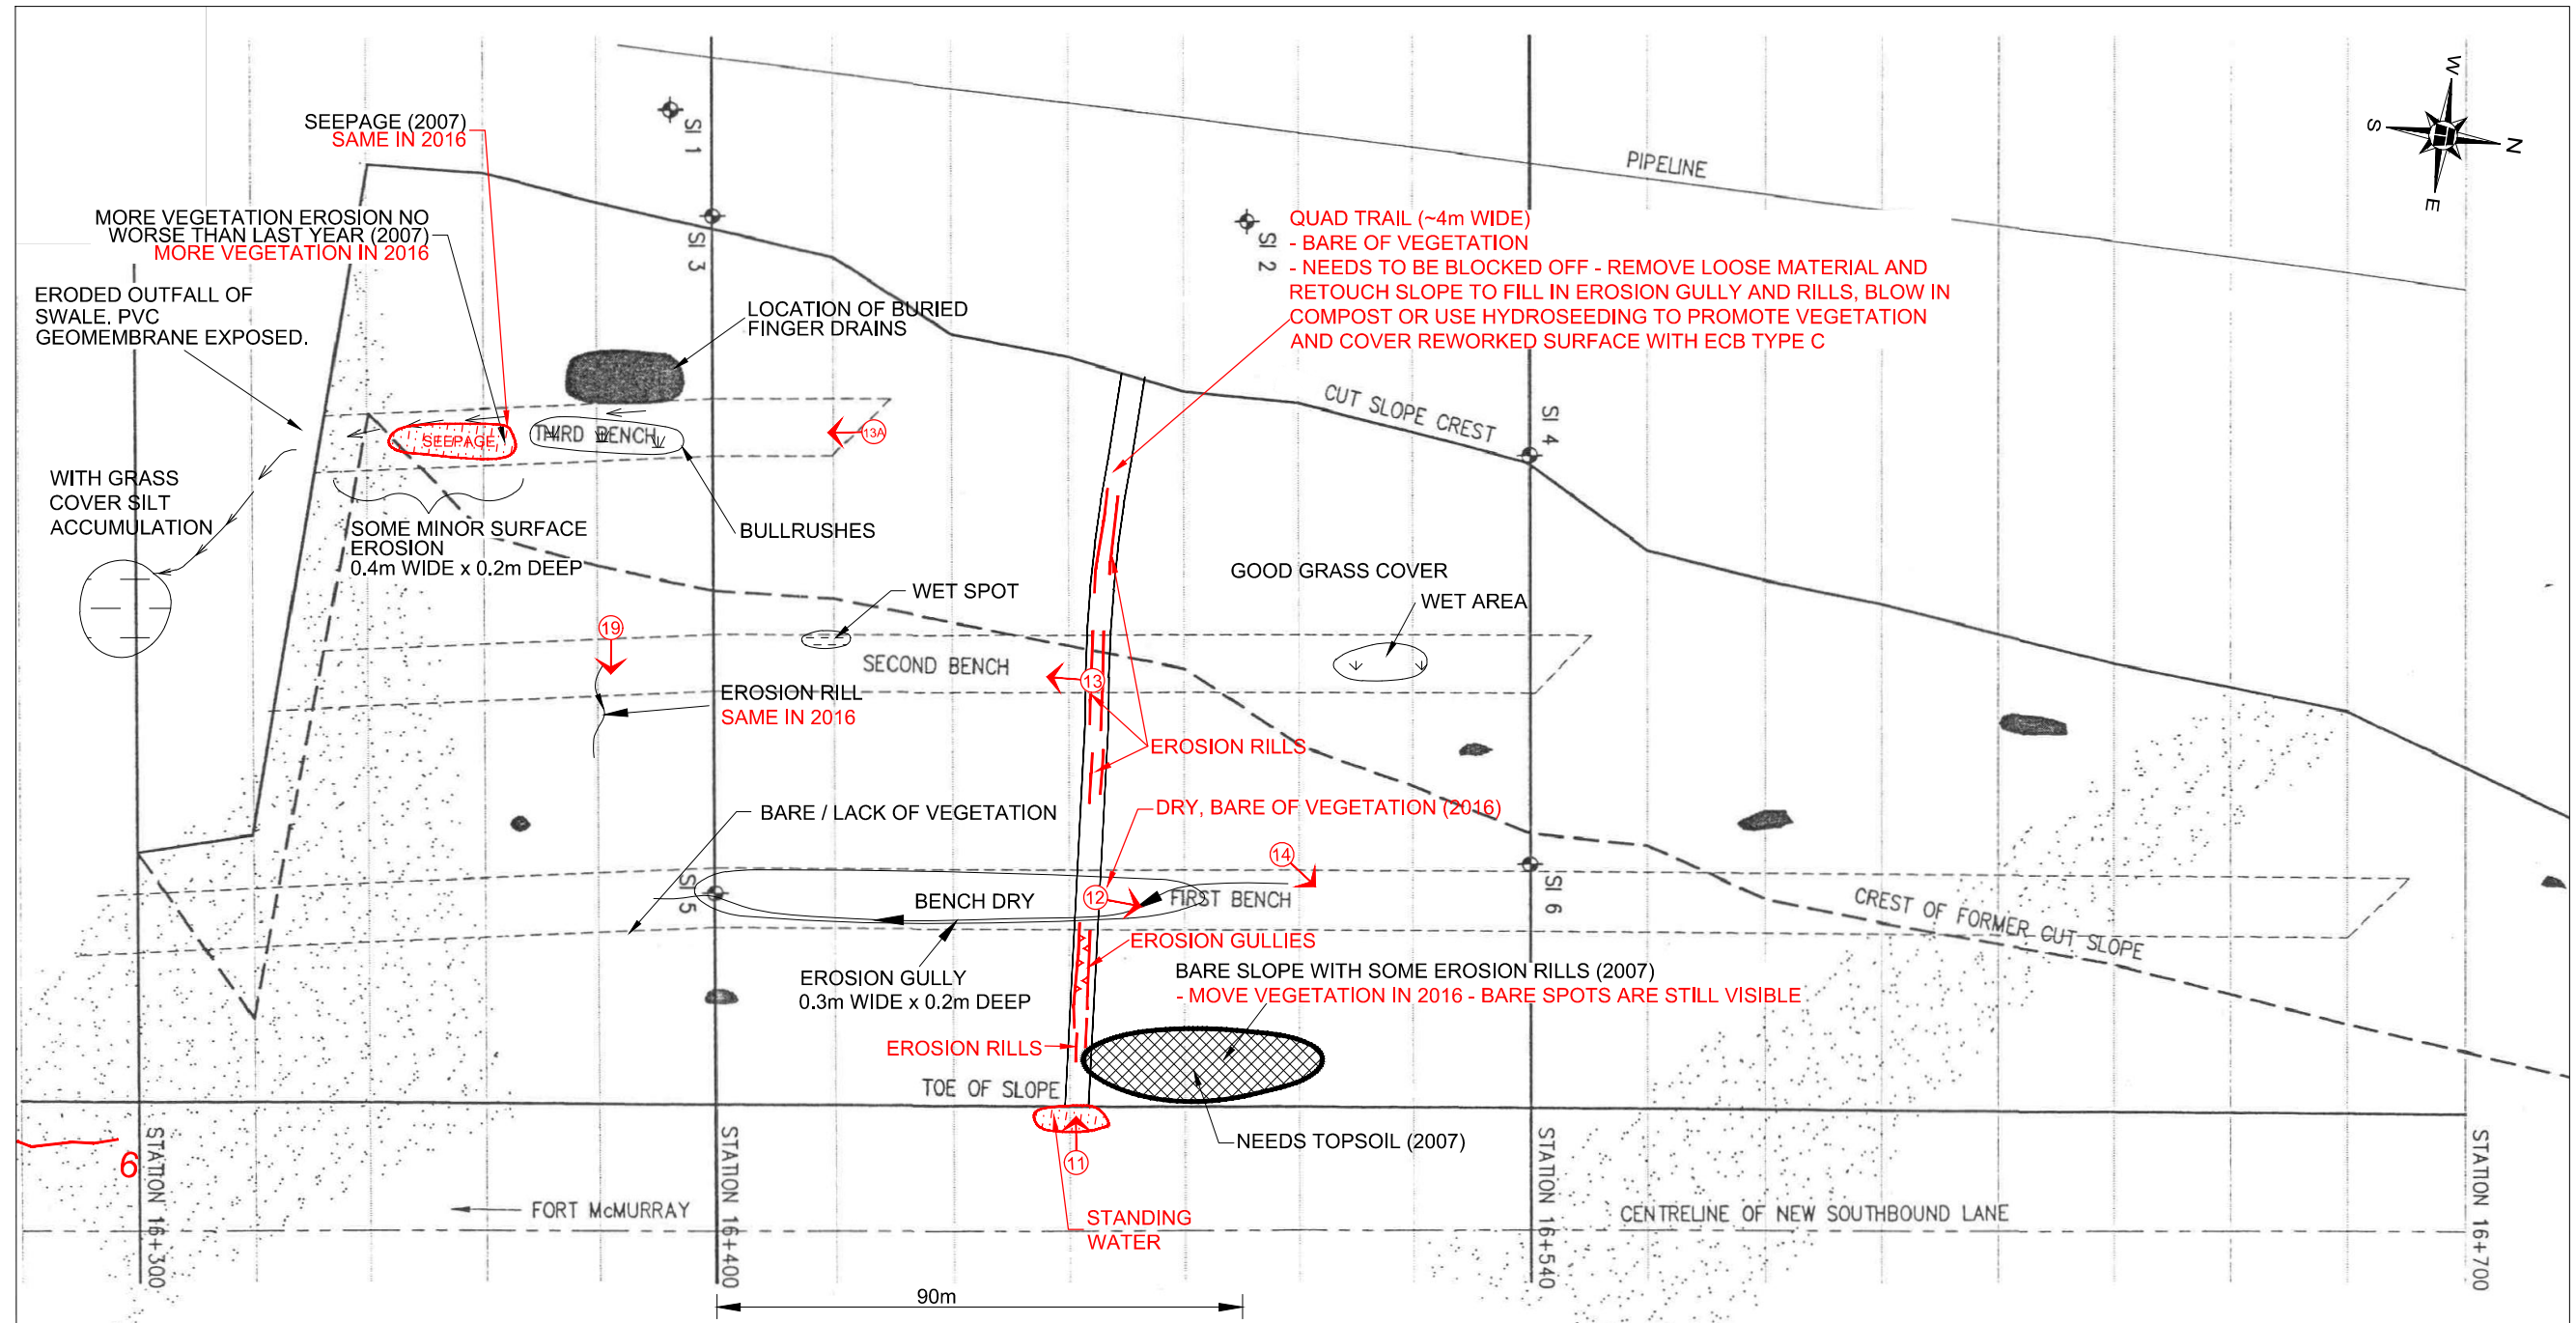 W
S
N
E
PIPELINE
SEEPAGE (2007)
SAME IN 2016
SI 1
SI 3
SI 2
MORE VEGETATION EROSION NO
WORSE THAN LAST YEAR (2007)
MORE VEGETATION IN 2016
QUAD TRAIL (~4m WIDE)
- BARE OF VEGETATION
- NEEDS TO BE BLOCKED OFF - REMOVE LOOSE MATERIAL AND
RETOUCH SLOPE TO FILL IN EROSION GULLY AND RILLS, BLOW IN
COMPOST OR USE HYDROSEEDING TO PROMOTE VEGETATION
AND COVER REWORKED SURFACE WITH ECB TYPE C
ERODED OUTFALL OF
SWALE. PVC
GEOMEMBRANE EXPOSED.
LOCATION OF BURIED
FINGER DRAINS
CUT SLOPE CREST
SI 4
SEEPAGE
THIRD BENCH
13A
WITH GRASS
COVER SILT
ACCUMULATION
SOME MINOR SURFACE
EROSION
0.4m WIDE x 0.2m DEEP
BULLRUSHES
WET SPOT
GOOD GRASS COVER
WET AREA
19
SECOND BENCH
13
EROSION RILL
SAME IN 2016
EROSION RILLS
BARE / LACK OF VEGETATION
DRY, BARE OF VEGETATION (2016)
14
SI 5
BENCH DRY
12
FIRST BENCH
SI 6
CREST OF FORMER CUT SLOPE
EROSION GULLIES
EROSION GULLY
0.3m WIDE x 0.2m DEEP
BARE SLOPE WITH SOME EROSION RILLS (2007)
- MOVE VEGETATION IN 2016 - BARE SPOTS ARE STILL VISIBLE
EROSION RILLS
TOE OF SLOPE
NEEDS TOPSOIL (2007)
11
6
STATION 16+300
STATION 16+400
STATION 16+540
STATION 16+700
FORT McMURRAY
STANDING
WATER
CENTRELINE OF NEW SOUTHBOUND LANE
90m